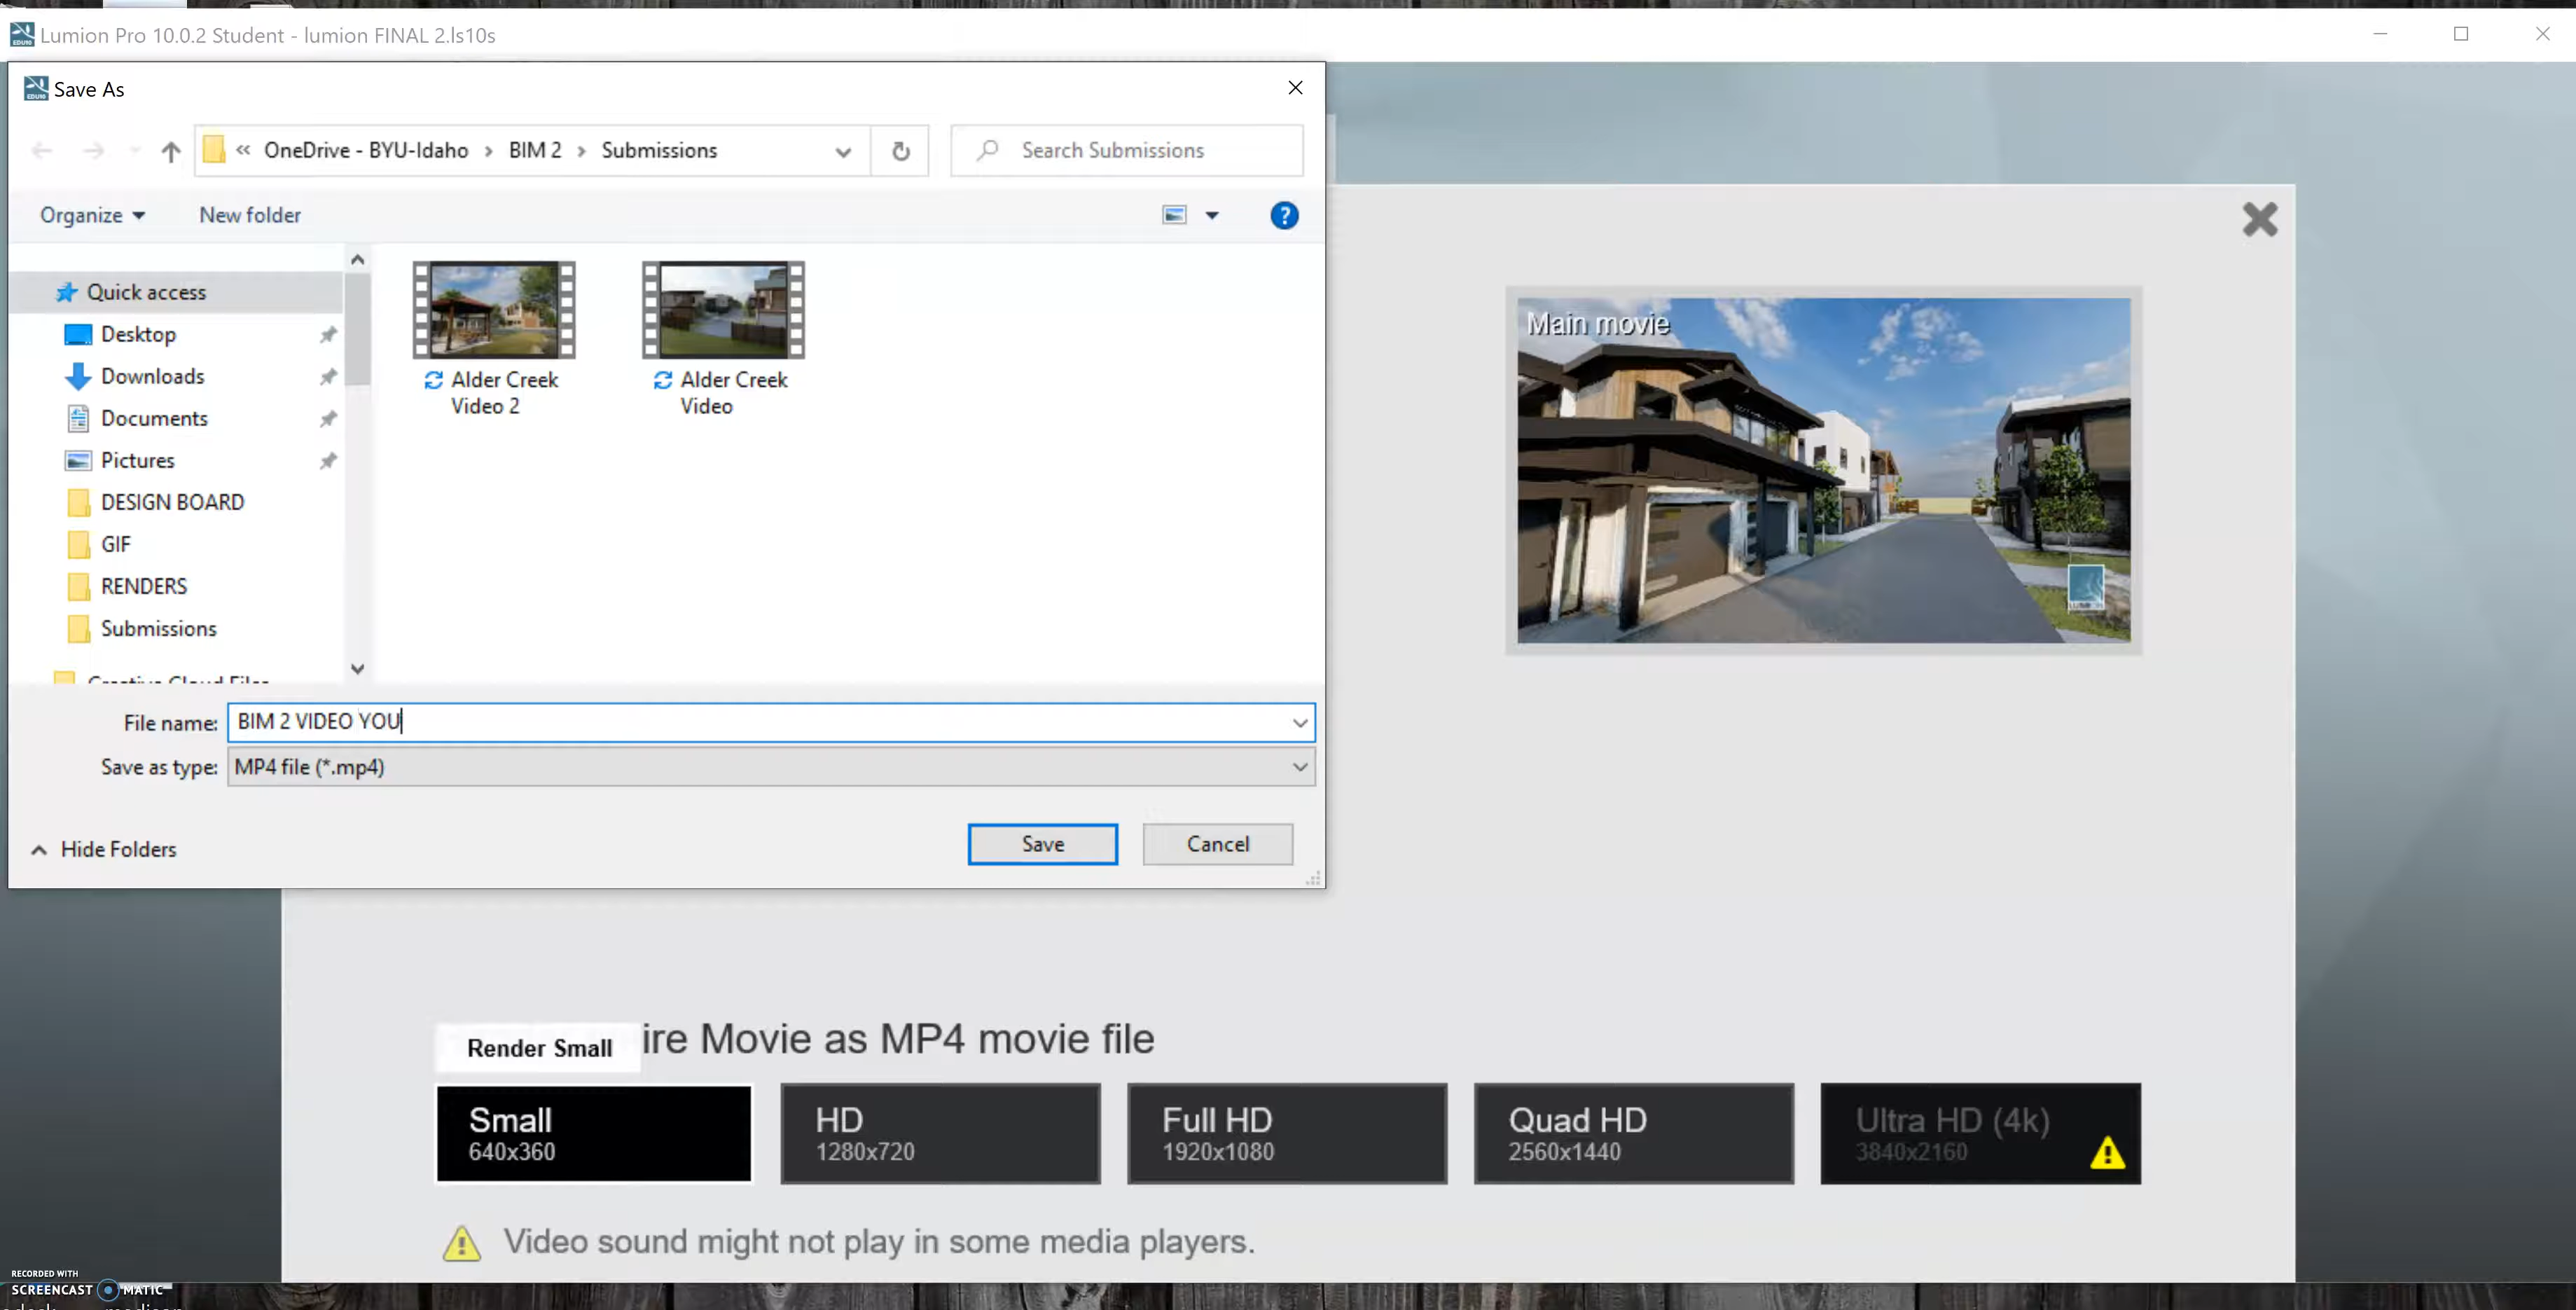 Lumion Pro 10.0.2 Student - lumion FINAL 2.ls10s
Save As
« OneDrive - BYU-Idaho › BIM 2 › Submissions
Search Submissions
Organize
New folder
Quick access
Desktop
Downloads
Documents
Pictures
DESIGN BOARD
GIF
RENDERS
Submissions
Creative Cloud Files
Alder Creek
Video 2
Alder Creek
Video
File name: BIM 2 VIDEO YOU
Save as type: MP4 file (*.mp4)
Hide Folders
Save
Cancel
Main movie
Render Small
ire Movie as MP4 movie file
Small
640x360
HD
1280x720
Full HD
1920x1080
Quad HD
2560x1440
Ultra HD (4k)
3840x2160
Video sound might not play in some media players.
RECORDED WITH
SCREENCAST MATIC